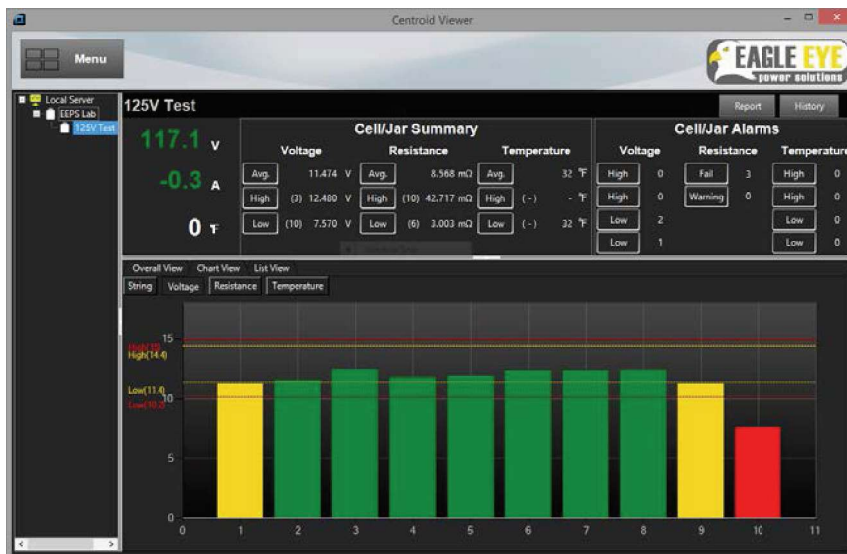 Centroid Viewer
Menu
EAGLE EYE
power solutions
Local Server
EEPS Lab
125V Test
125V Test
Report
History
117.1 V
-0.3 A
0 °F
Cell/Jar Summary
Voltage Resistance Temperature
Avg. 11.474 V Avg. 8.568 mΩ Avg. 32 °F
High (3) 12.480 V High (10) 42.717 mΩ High (-) - °F
Low (10) 7.570 V Low (6) 3.003 mΩ Low (-) 32 °F
Cell/Jar Alarms
Voltage Resistance Temperature
High 0 Fail 3 High 0
High 0 Warning 0 High 0
Low 2 Low 0
Low 1 Low 0
Overall View Chart View List View
String Voltage Resistance Temperature
15
High(14.4)
Low(11.4)
Low(10.2)
10
5
0
0 1 2 3 4 5 6 7 8 9 10 11